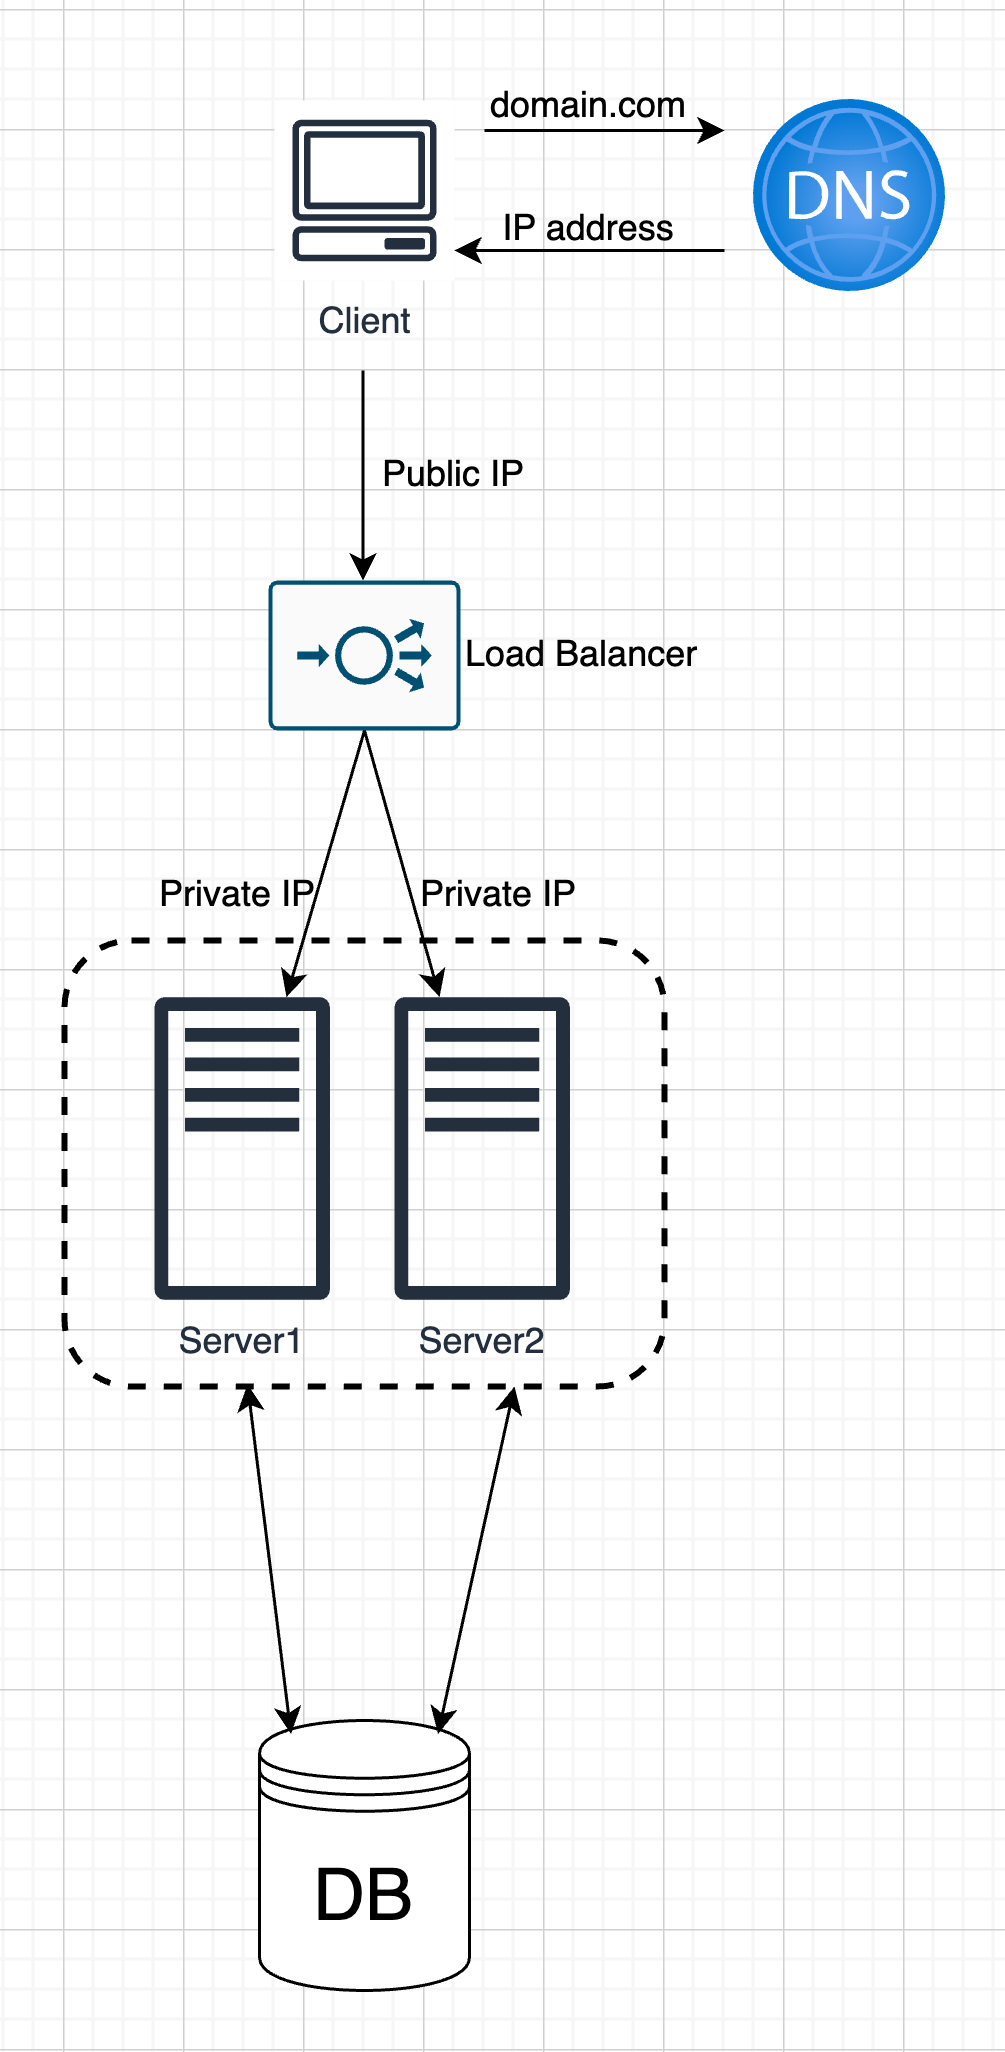 domain.com
DNS
IP address
Client
Public IP
Load Balancer
Private IP
Private IP
Server1
Server2
DB